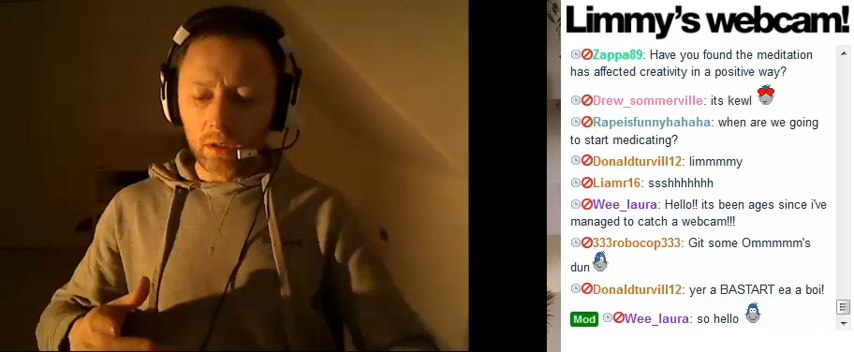 Limmy's webcam!
Zappa89: Have you found the meditation
has affected creativity in a positive way?
Drew_sommerville: its kewl
Rapeisfunnyhahaha: when are we going
to start medicating?
Donaldturvill12: limmmmy
Liamr16: ssshhhhhhh
Wee_laura: Hello!! its been ages since i've
managed to catch a webcam!!!
333robocop333: Git some Ommmmm's
dun
Donaldturvill12: yer a BASTART ea a boi!
Mod Wee_laura: so hello